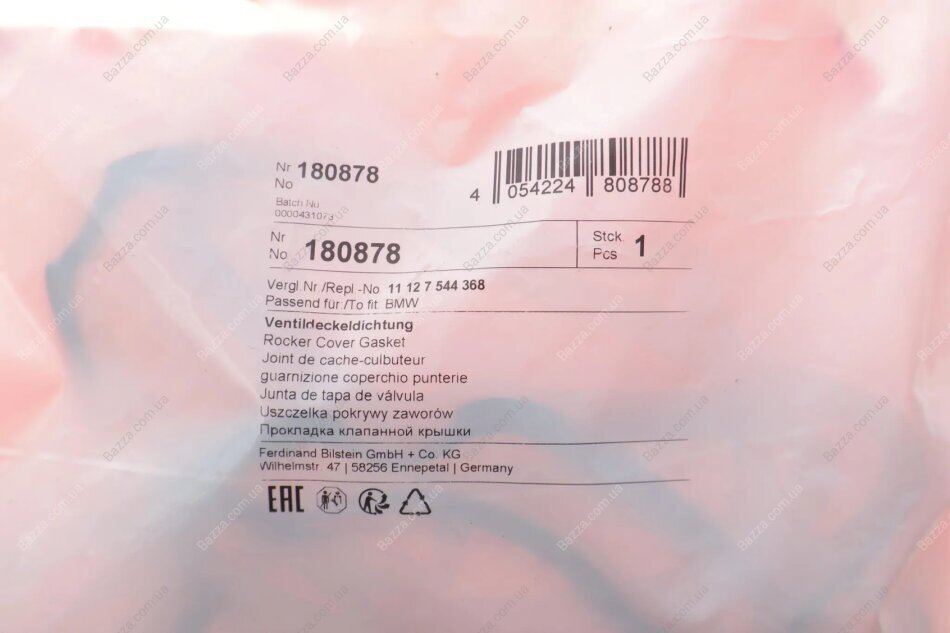 Nr 180878
No
Batch No
0000431073
4 054224 808788
Nr
No 180878
Stck.
Pcs 1
Vergl.Nr./Repl.-No 11 12 7 544 368
Passend für /To fit BMW
Ventildeckeldichtung
Rocker Cover Gasket
Joint de cache-culbuteur
guarnizione coperchio punterie
Junta de tapa de válvula
Uszczelka pokrywy zaworów
Прокладка клапанной крышки
Ferdinand Bilstein GmbH + Co. KG
Wilhelmstr. 47 | 58256 Ennepetal | Germany
EAC
Bazza.com.ua